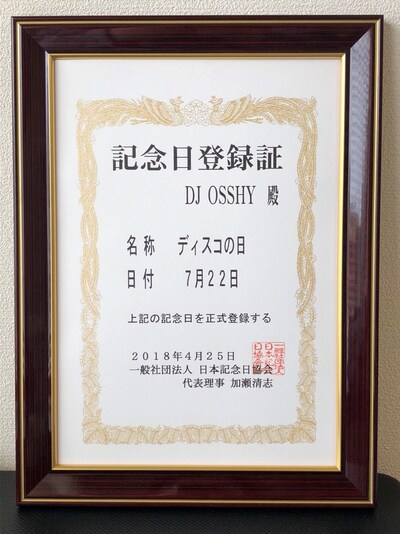 記念日登録証
DJ OSSHY 殿
名称 ディスコの日
日付 7月22日
上記の記念日を正式登録する
2018年4月25日
一般社団法人 日本記念日協会
代表理事 加瀬清志